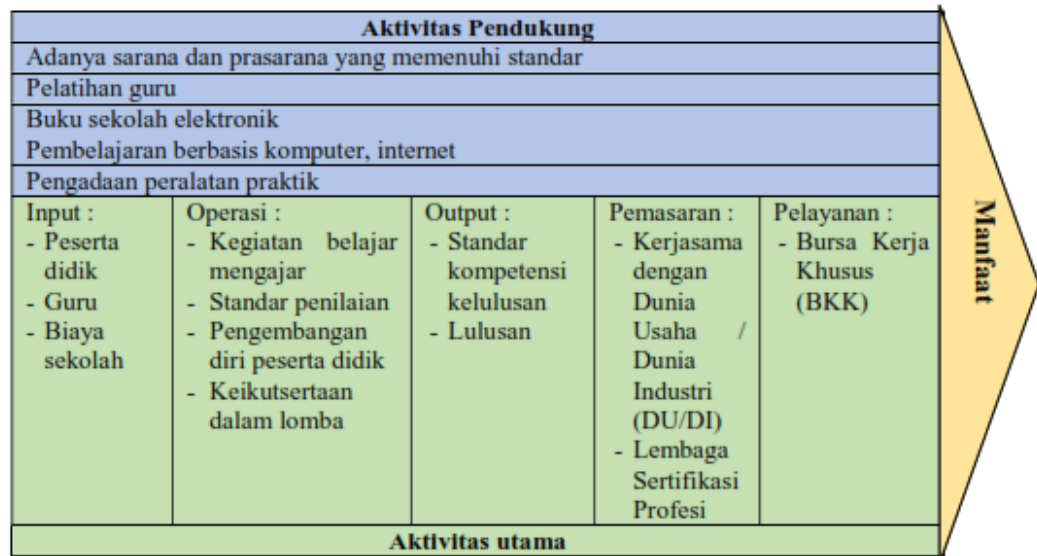 Aktivitas Pendukung
Adanya sarana dan prasarana yang memenuhi standar
Pelatihan guru
Buku sekolah elektronik
Pembelajaran berbasis komputer, internet
Pengadaan peralatan praktik
Input :
- Peserta
didik
- Guru
- Biaya
sekolah
Operasi :
- Kegiatan belajar
mengajar
- Standar penilaian
- Pengembangan
diri peserta didik
- Keikutsertaan
dalam lomba
Output :
- Standar
kompetensi
kelulusan
- Lulusan
Pemasaran :
- Kerjasama
dengan
Dunia
Usaha /
Dunia
Industri
(DU/DI)
- Lembaga
Sertifikasi
Profesi
Pelayanan :
- Bursa Kerja
Khusus
(BKK)
Aktivitas utama
Manfaat